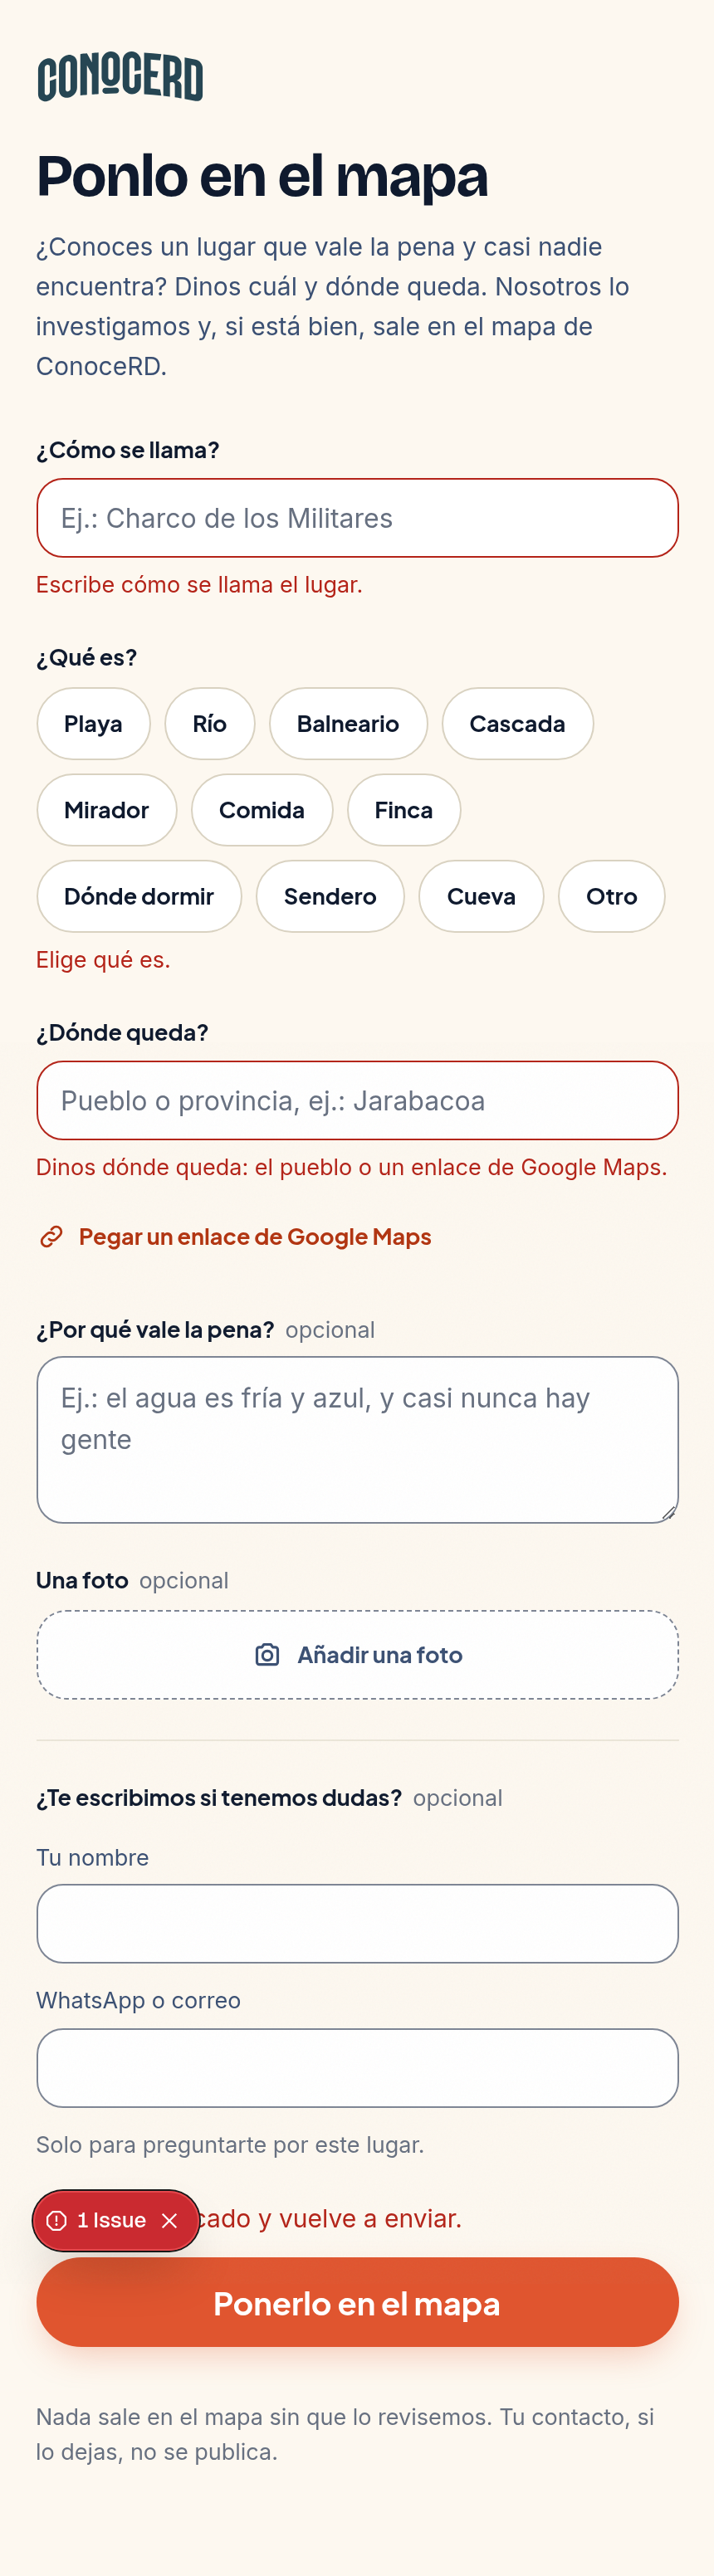 CONOCERD
Ponlo en el mapa
¿Conoces un lugar que vale la pena y casi nadie
encuentra? Dinos cuál y dónde queda. Nosotros lo
investigamos y, si está bien, sale en el mapa de
ConoceRD.
¿Cómo se llama?
Ej.: Charco de los Militares
Escribe cómo se llama el lugar.
¿Qué es?
Playa Río Balneario Cascada
Mirador Comida Finca
Dónde dormir Sendero Cueva Otro
Elige qué es.
¿Dónde queda?
Pueblo o provincia, ej.: Jarabacoa
Dinos dónde queda: el pueblo o un enlace de Google Maps.
Pegar un enlace de Google Maps
¿Por qué vale la pena? opcional
Ej.: el agua es fría y azul, y casi nunca hay
gente
Una foto opcional
Añadir una foto
¿Te escribimos si tenemos dudas? opcional
Tu nombre
WhatsApp o correo
Solo para preguntarte por este lugar.
1 Issue y vuelve a enviar.
Ponerlo en el mapa
Nada sale en el mapa sin que lo revisemos. Tu contacto, si
lo dejas, no se publica.